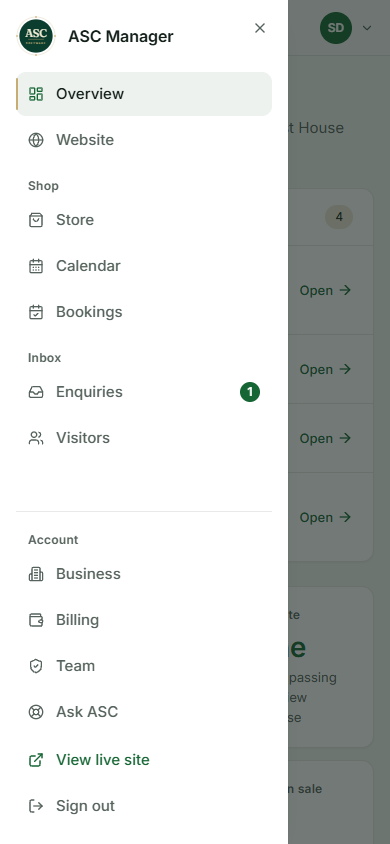 ASC
ASC Manager
SD
Overview
Website
t House
Shop
4
Store
Calendar
Open
Bookings
Inbox
Open
Enquiries
1
Visitors
Open
Open
Account
Business
Billing
te
e
Team
passing
ew
Ask ASC
se
View live site
n sale
Sign out